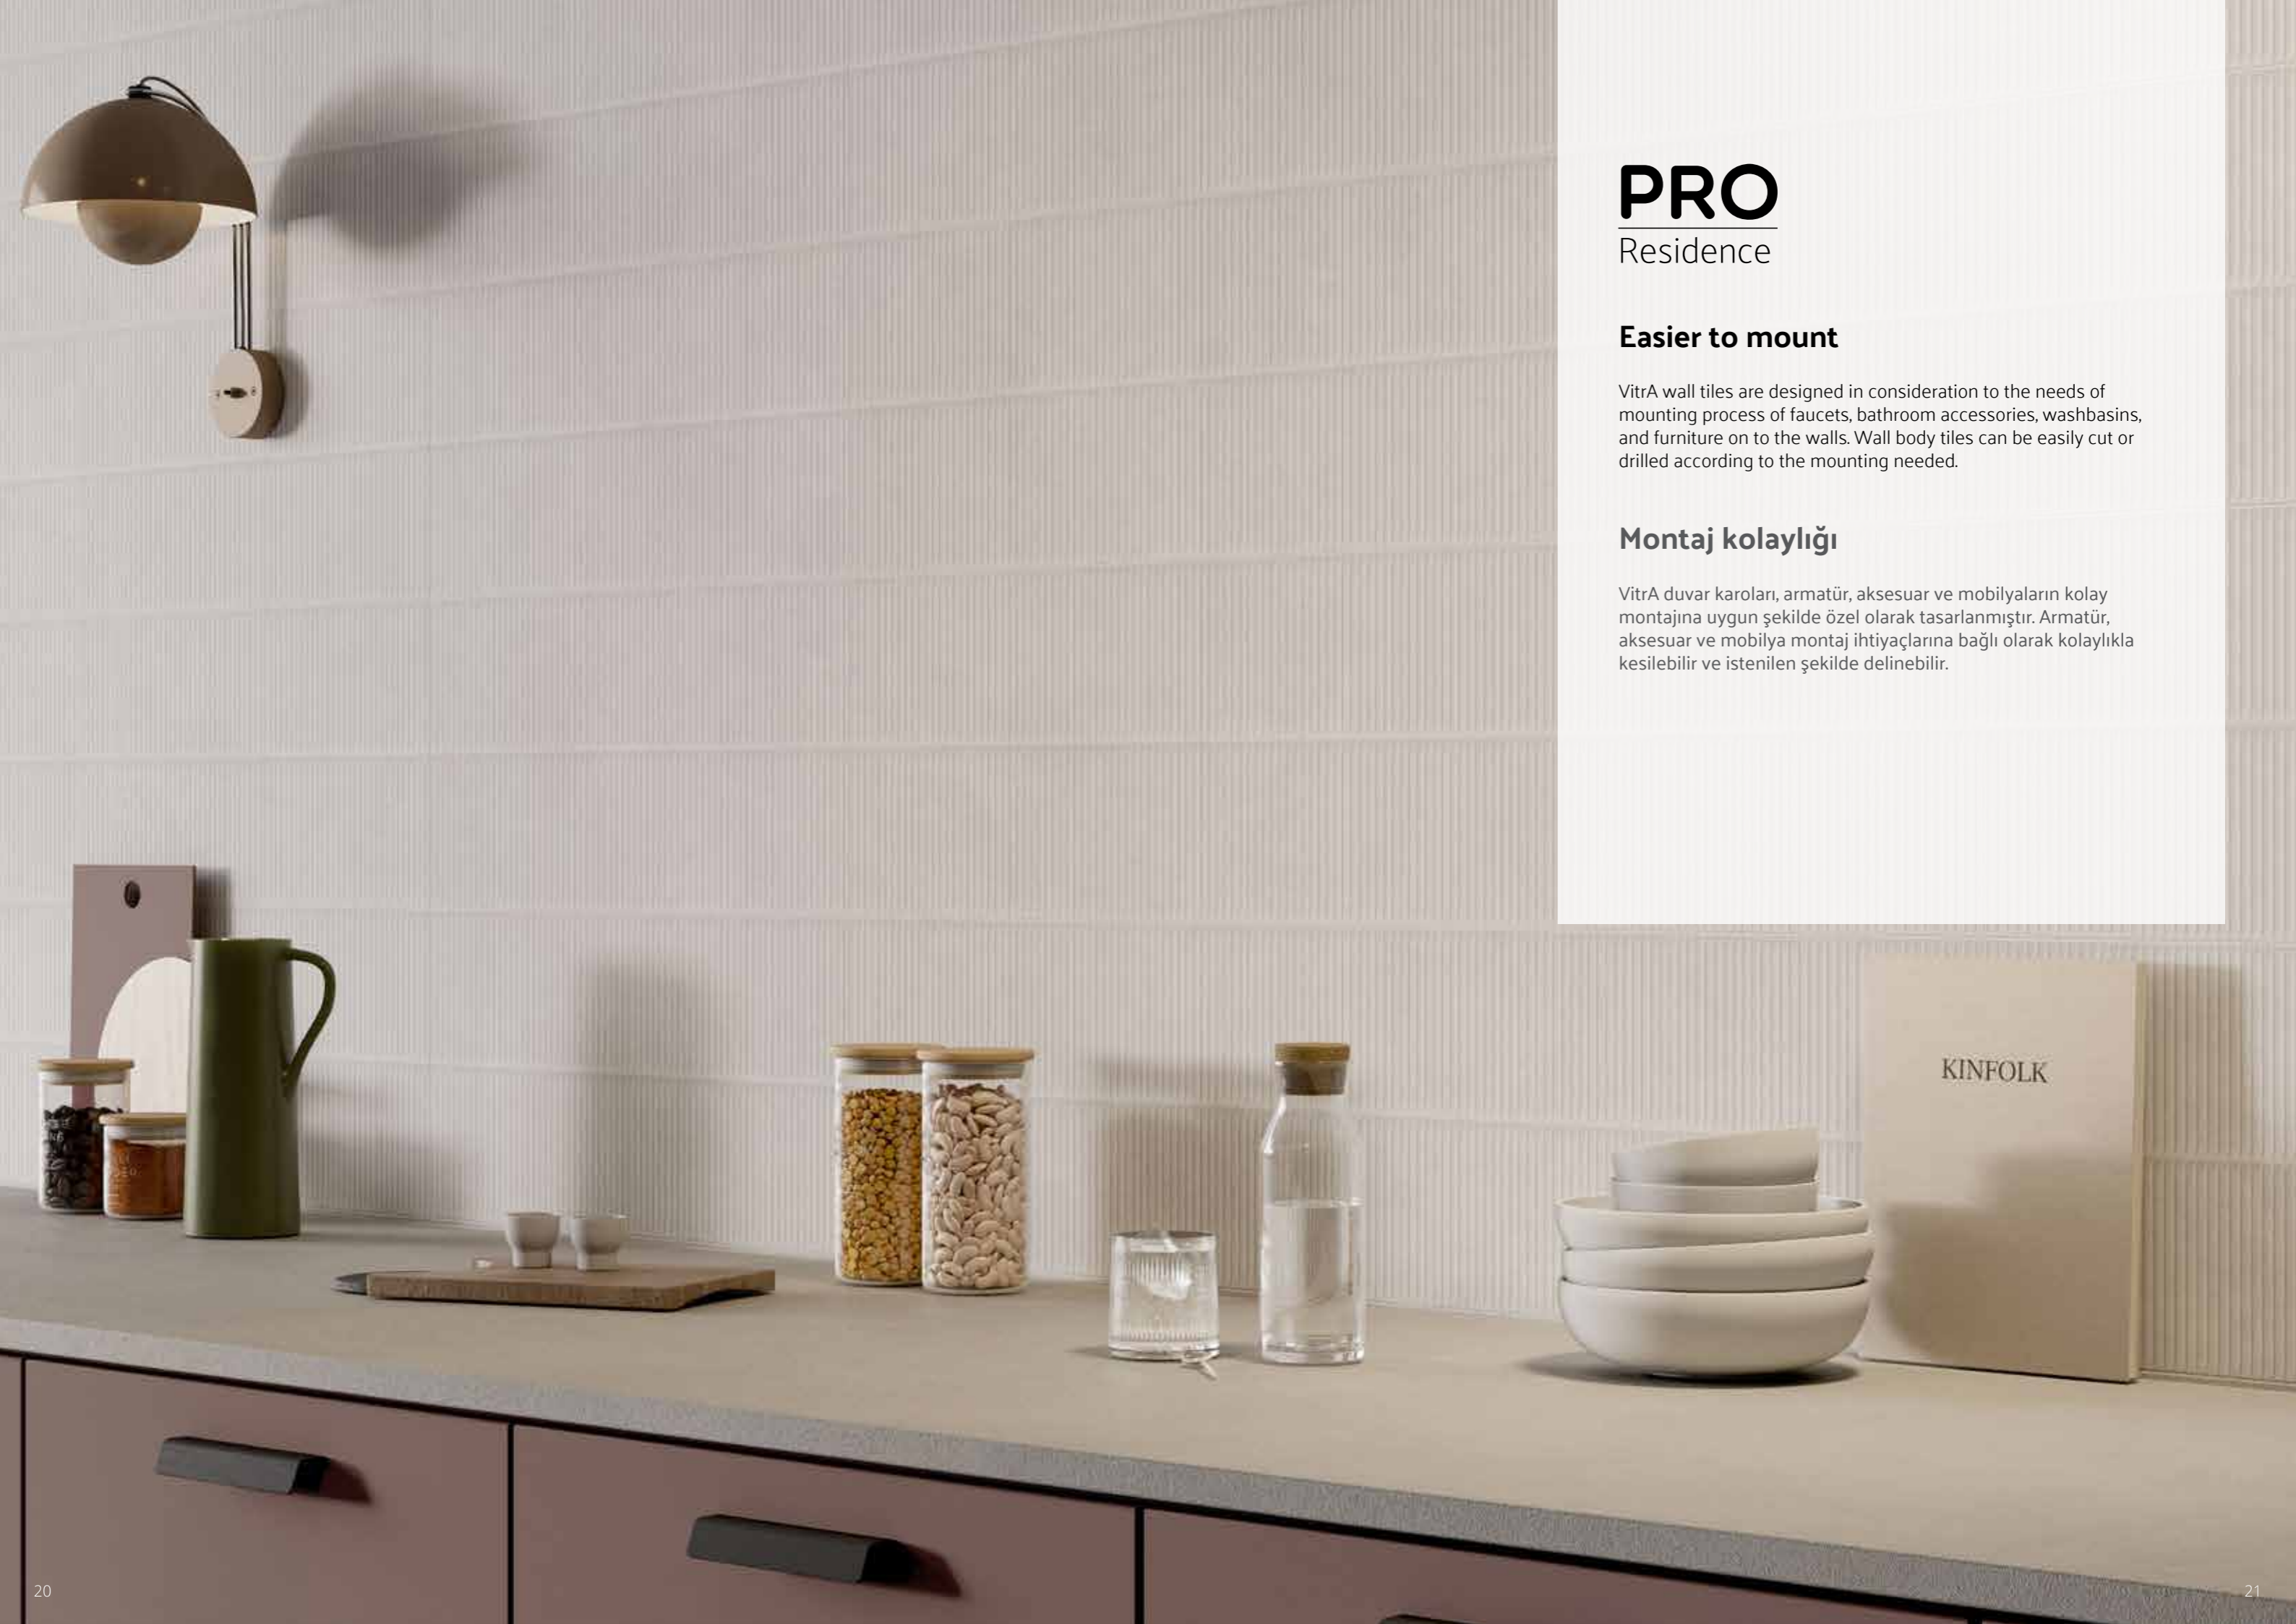 PRO
Residence
Easier to mount
VitrA wall tiles are designed in consideration to the needs of
mounting process of faucets, bathroom accessories, washbasins,
and furniture on to the walls. Wall body tiles can be easily cut or
drilled according to the mounting needed.
Montaj kolaylığı
VitrA duvar karoları, armatür, aksesuar ve mobilyaların kolay
montajına uygun şekilde özel olarak tasarlanmıştır. Armatür,
aksesuar ve mobilya montaj ihtiyaçlarına bağlı olarak kolaylıkla
kesilebilir ve istenilen şekilde delinebilir.
KINFOLK
20
21